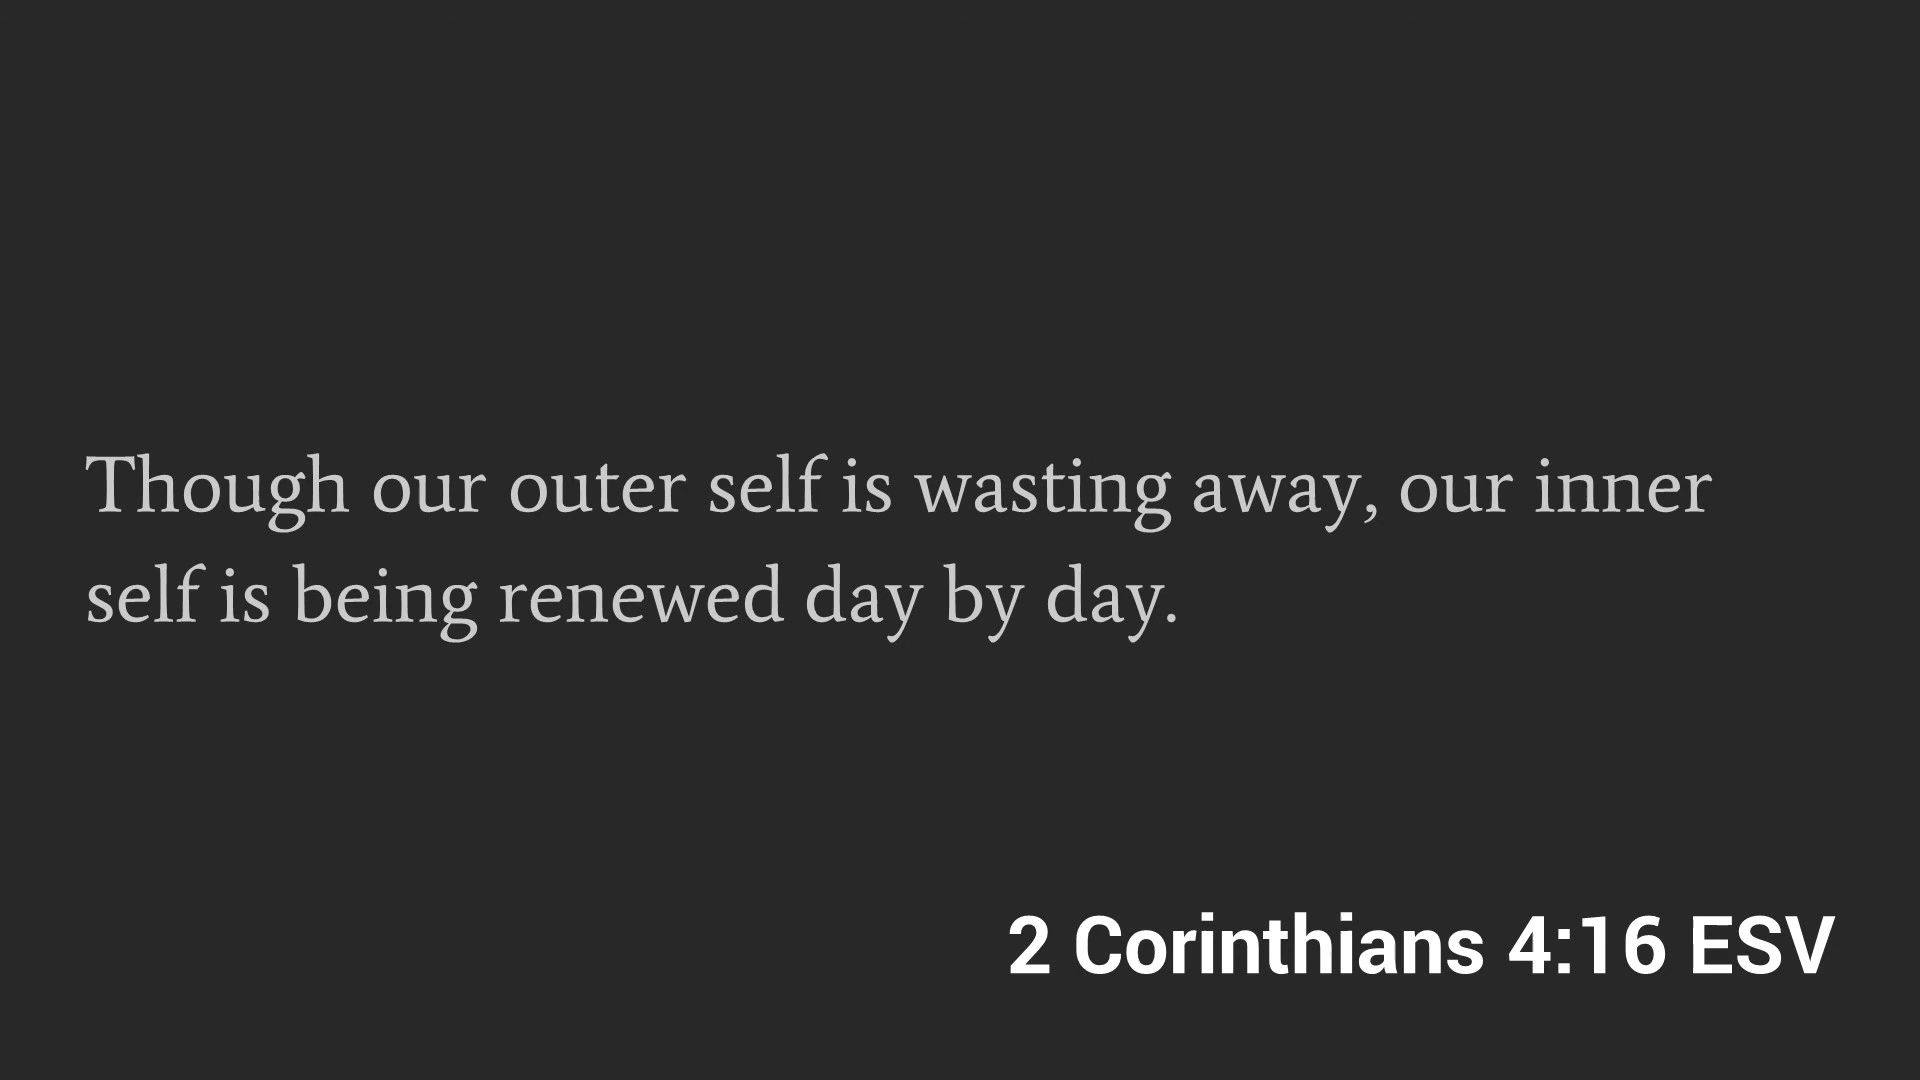 Though our outer self is wasting away, our inner
self is being renewed day by day.
2 Corinthians 4:16 ESV